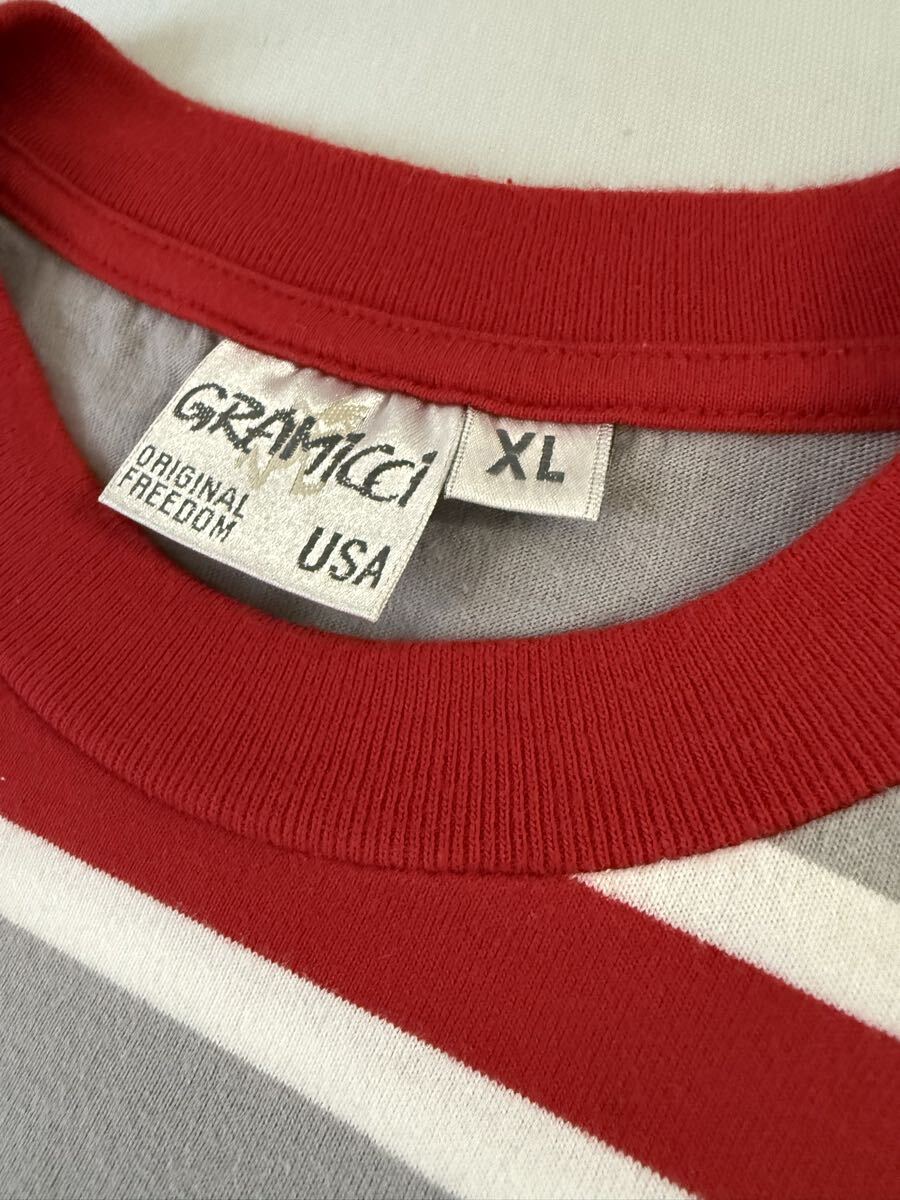 GRAMiCCi
ORIGINAL
FREEDOM
USA
XL